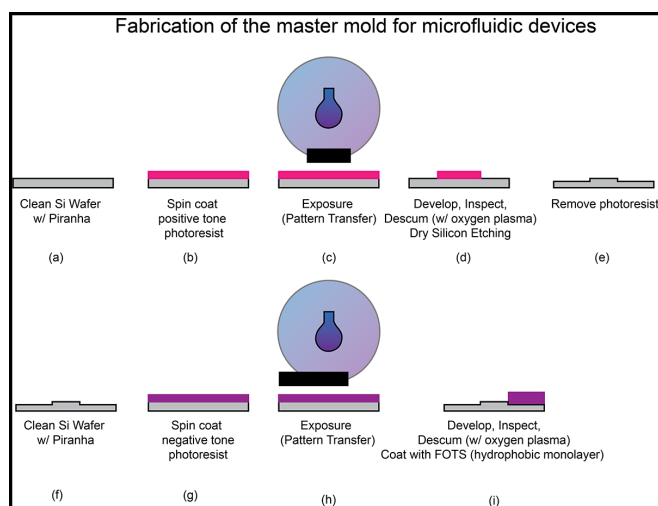 Fabrication of the master mold for microfluidic devices
Clean Si Wafer
w/ Piranha
(a)
Spin coat
positive tone
photoresist
(b)
Exposure
(Pattern Transfer)
(c)
Develop, Inspect,
Descum (w/ oxygen plasma)
Dry Silicon Etching
(d)
Remove photoresist
(e)
Clean Si Wafer
w/ Piranha
(f)
Spin coat
negative tone
photoresist
(g)
Exposure
(Pattern Transfer)
(h)
Develop, Inspect,
Descum (w/ oxygen plasma)
Coat with FOTS (hydrophobic monolayer)
(i)